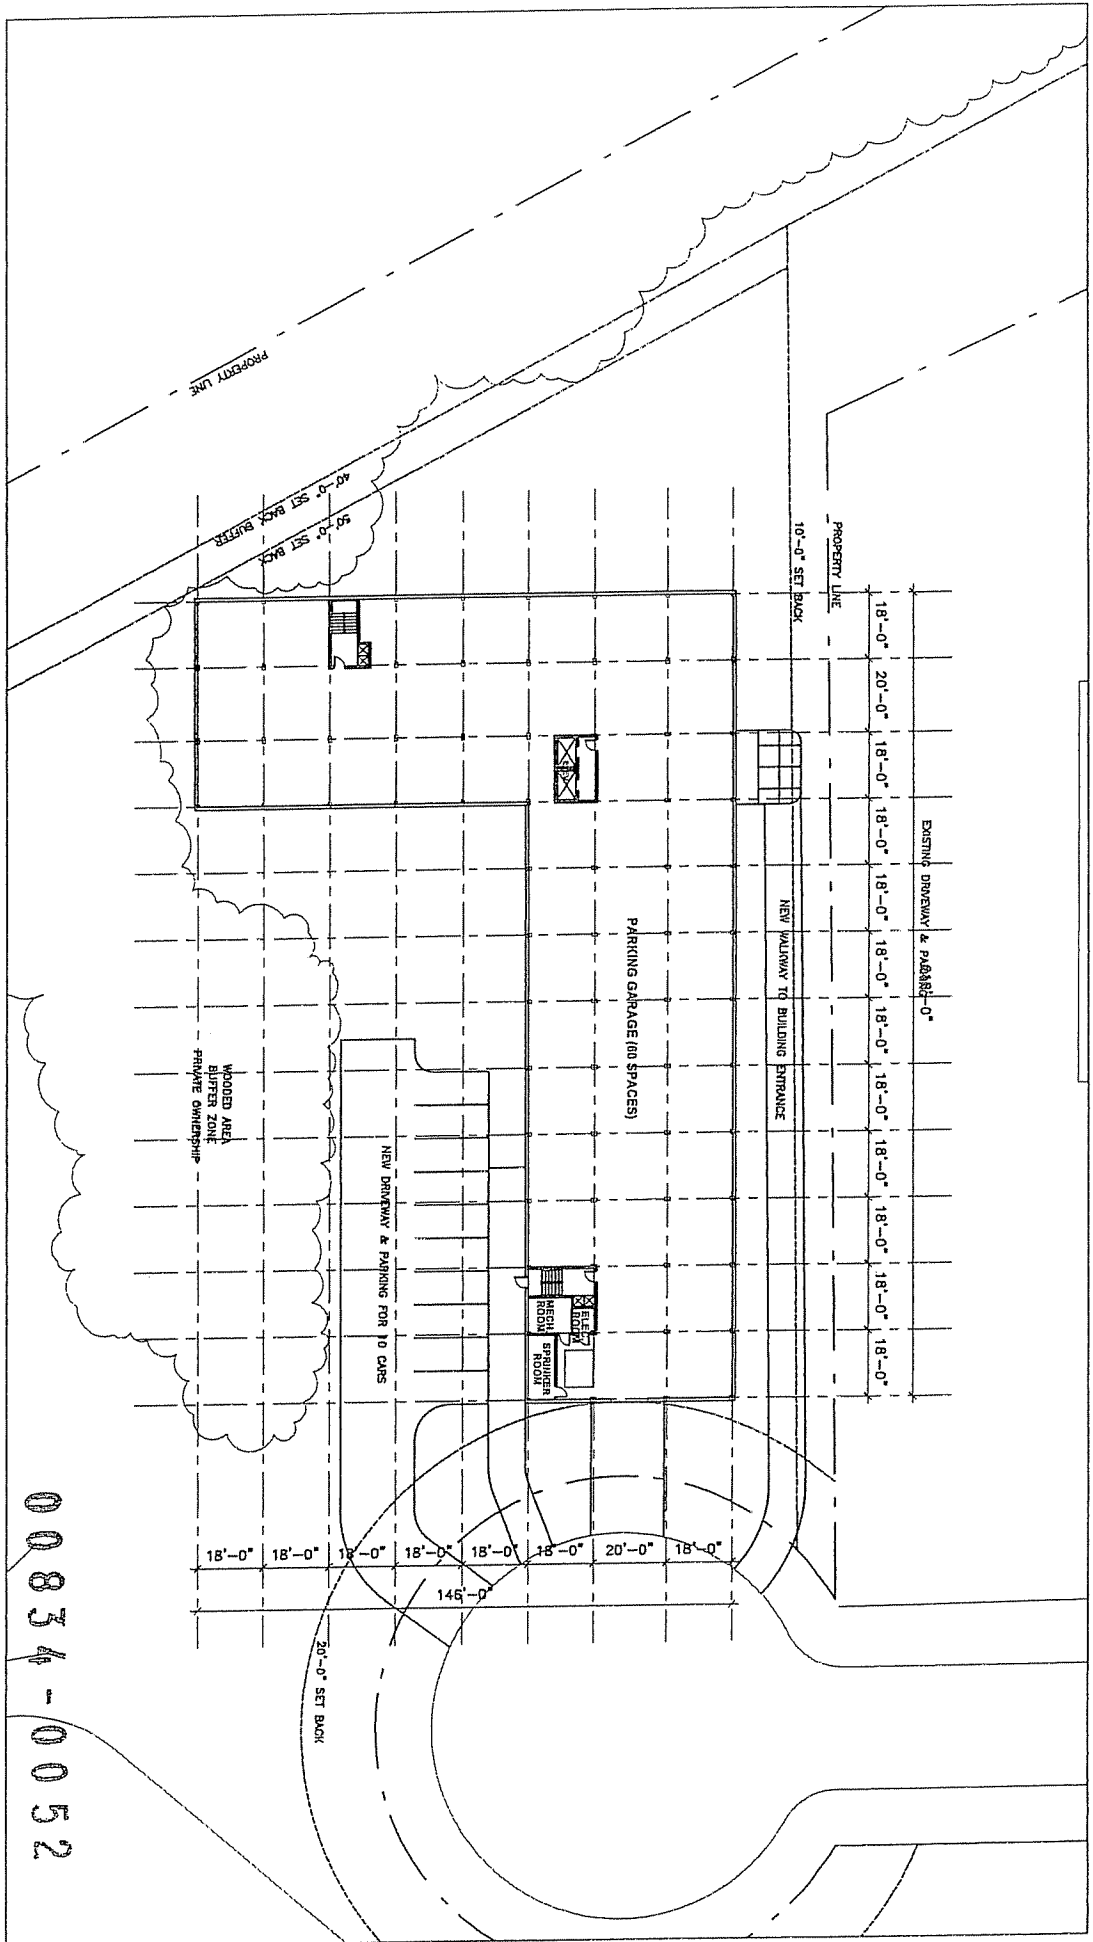 PROPERTY LINE
40'-0" SET BACK BUFFER
50'-0" SET BACK
PROPERTY LINE
10'-0" SET BACK
18'-0"
20'-0"
18'-0"
18'-0"
18'-0"
18'-0"
18'-0"
18'-0"
18'-0"
18'-0"
18'-0"
18'-0"
EXISTING DRIVEWAY & PARKING
NEW WALKWAY TO BUILDING ENTRANCE
PARKING GARAGE (60 SPACES)
ELEV
MECH
ROOM
ELEC
ROOM
SPRINKER
ROOM
NEW DRIVEWAY & PARKING FOR 10 CARS
WOODED AREA
BUFFER ZONE
PRIVATE OWNERSHIP
18'-0"
18'-0"
18'-0"
18'-0"
18'-0"
18'-0"
20'-0"
18'-0"
146'-0"
20'-0" SET BACK
00834-0052